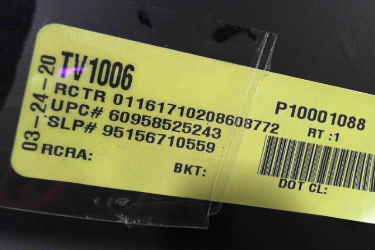 03-24-20
TV1006
RCTR 01161710208608772
UPC# 60958525243
SLP# 95156710559
RCRA:
BKT:
P10001088
RT :1
DOT CL: